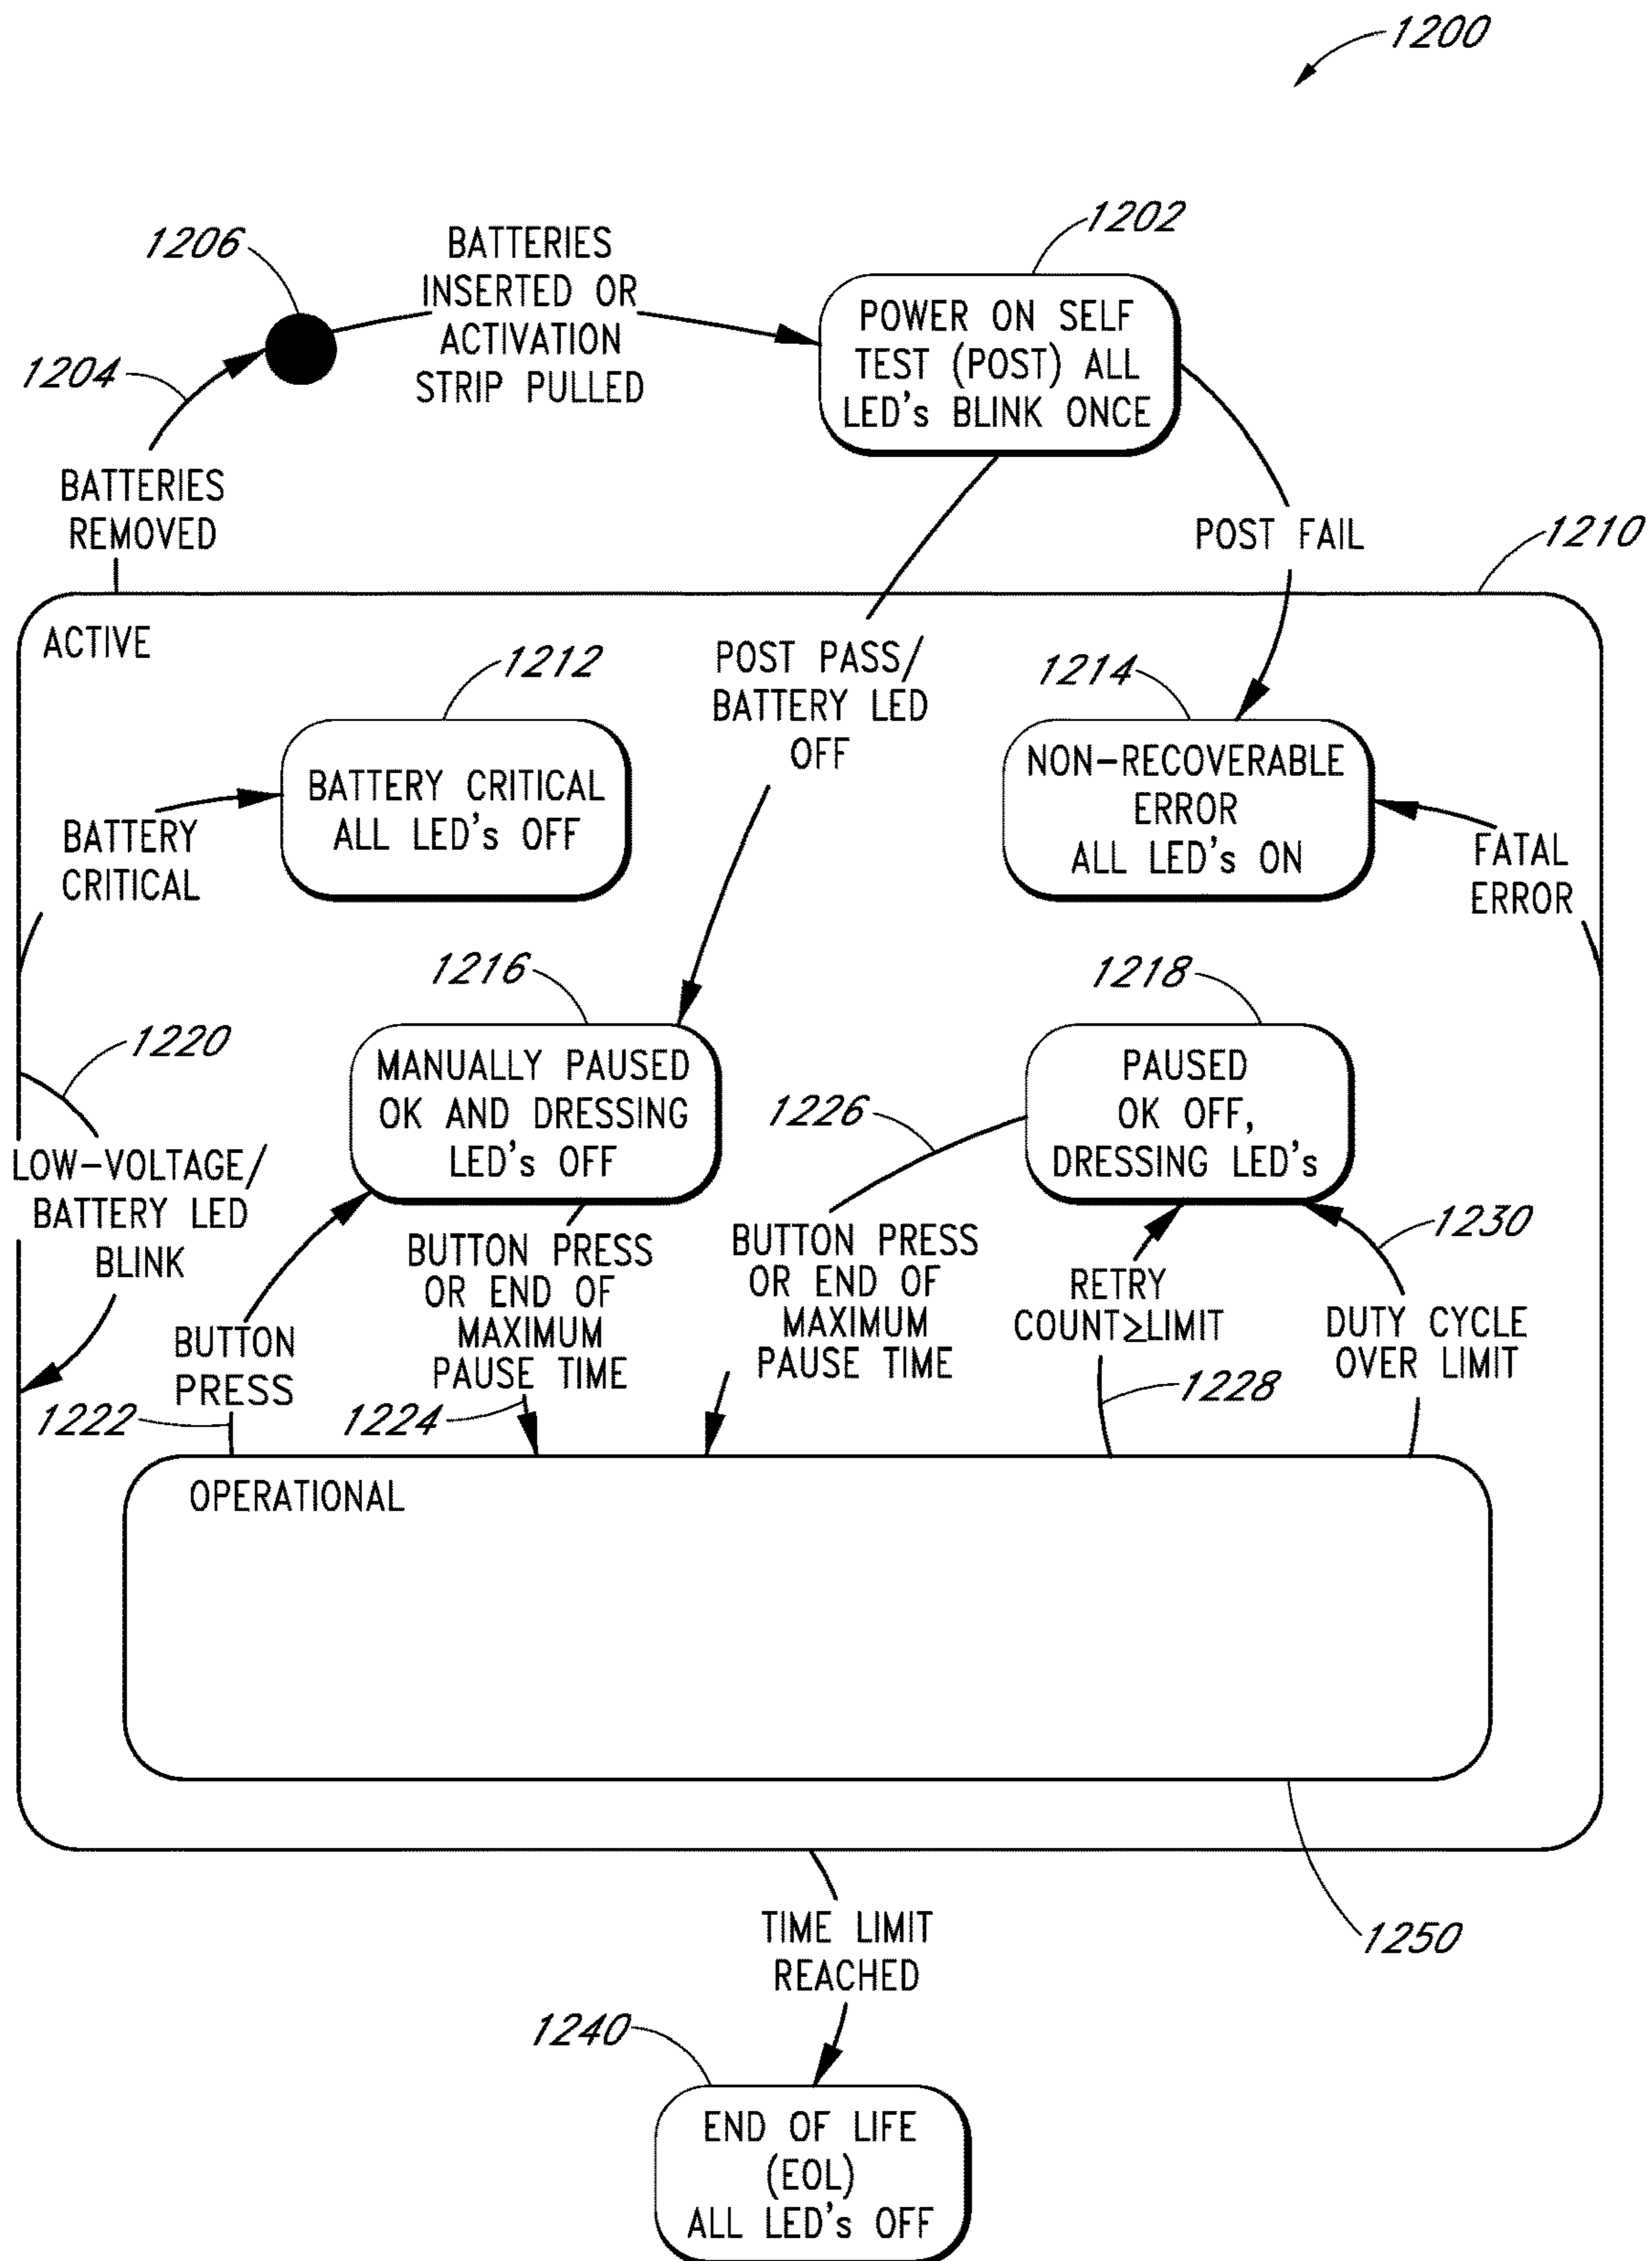 1200
1202
1206
BATTERIES
INSERTED OR
ACTIVATION
STRIP PULLED
POWER ON SELF
TEST (POST) ALL
LED's BLINK ONCE
1204
BATTERIES
REMOVED
POST FAIL
1210
ACTIVE
1212
POST PASS/
BATTERY LED
OFF
1214
BATTERY CRITICAL
ALL LED's OFF
NON-RECOVERABLE
ERROR
ALL LED's ON
BATTERY
CRITICAL
FATAL
ERROR
1216
1218
1220
MANUALLY PAUSED
OK AND DRESSING
LED's OFF
1226
PAUSED
OK OFF,
DRESSING LED's
LOW-VOLTAGE/
BATTERY LED
BLINK
BUTTON PRESS
OR END OF
MAXIMUM
PAUSE TIME
BUTTON PRESS
OR END OF
MAXIMUM
PAUSE TIME
1230
RETRY
COUNT≥LIMIT
DUTY CYCLE
OVER LIMIT
BUTTON
PRESS
1222
1224
1228
OPERATIONAL
1250
TIME LIMIT
REACHED
1240
END OF LIFE
(EOL)
ALL LED's OFF